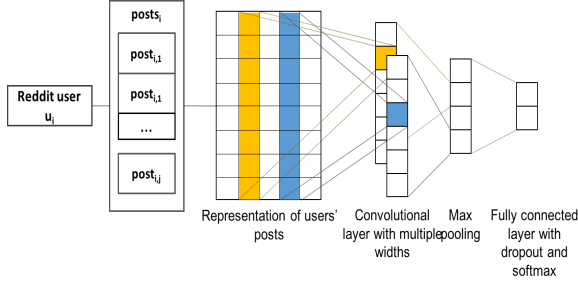 posts i
post i,1
Reddit user
u i
post i,1
...
post i,j
Representation of users'
posts
Convolutional
layer with multiple
widths
Max
pooling
Fully connected
layer with
dropout and
softmax